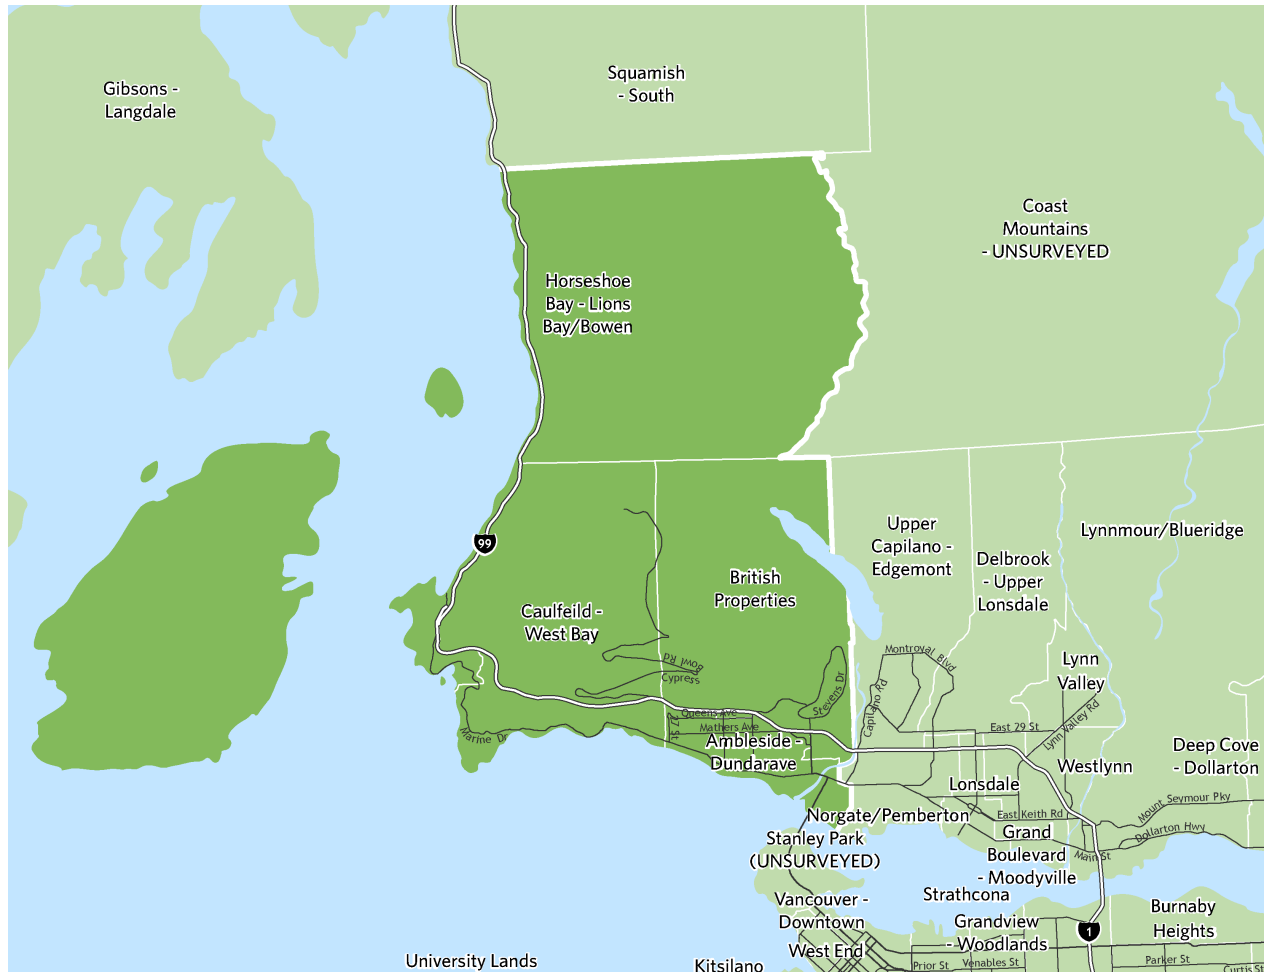 Squamish
- South
Gibsons -
Langdale
Coast
Mountains
- UNSURVEYED
Horseshoe
Bay - Lions
Bay/Bowen
99
Upper
Capilano -
Edgemont
Lynnmour/Blueridge
Delbrook
- Upper
Lonsdale
British
Properties
Caulfeild -
West Bay
Montroyal Blvd
Bowl Rd
Cypress
Lynn
Valley
Stevens Dr
Capilano Rd
Queens Ave
27 St
Mathers Ave
East 29 St
Lynn Valley Rd
Marine Dr
Ambleside -
Dundarave
Deep Cove
- Dollarton
Westlynn
Lonsdale
Mount Seymour Pky
Norgate/Pemberton
East Keith Rd
Dollarton Hwy
Stanley Park
(UNSURVEYED)
Grand
Boulevard
- Moodyville
Main St
Strathcona
Vancouver -
Downtown
Burnaby
Heights
Grandview
- Woodlands
1
West End
University Lands
Kitsilano
Prior St
Venables St
Parker St
Curtis St